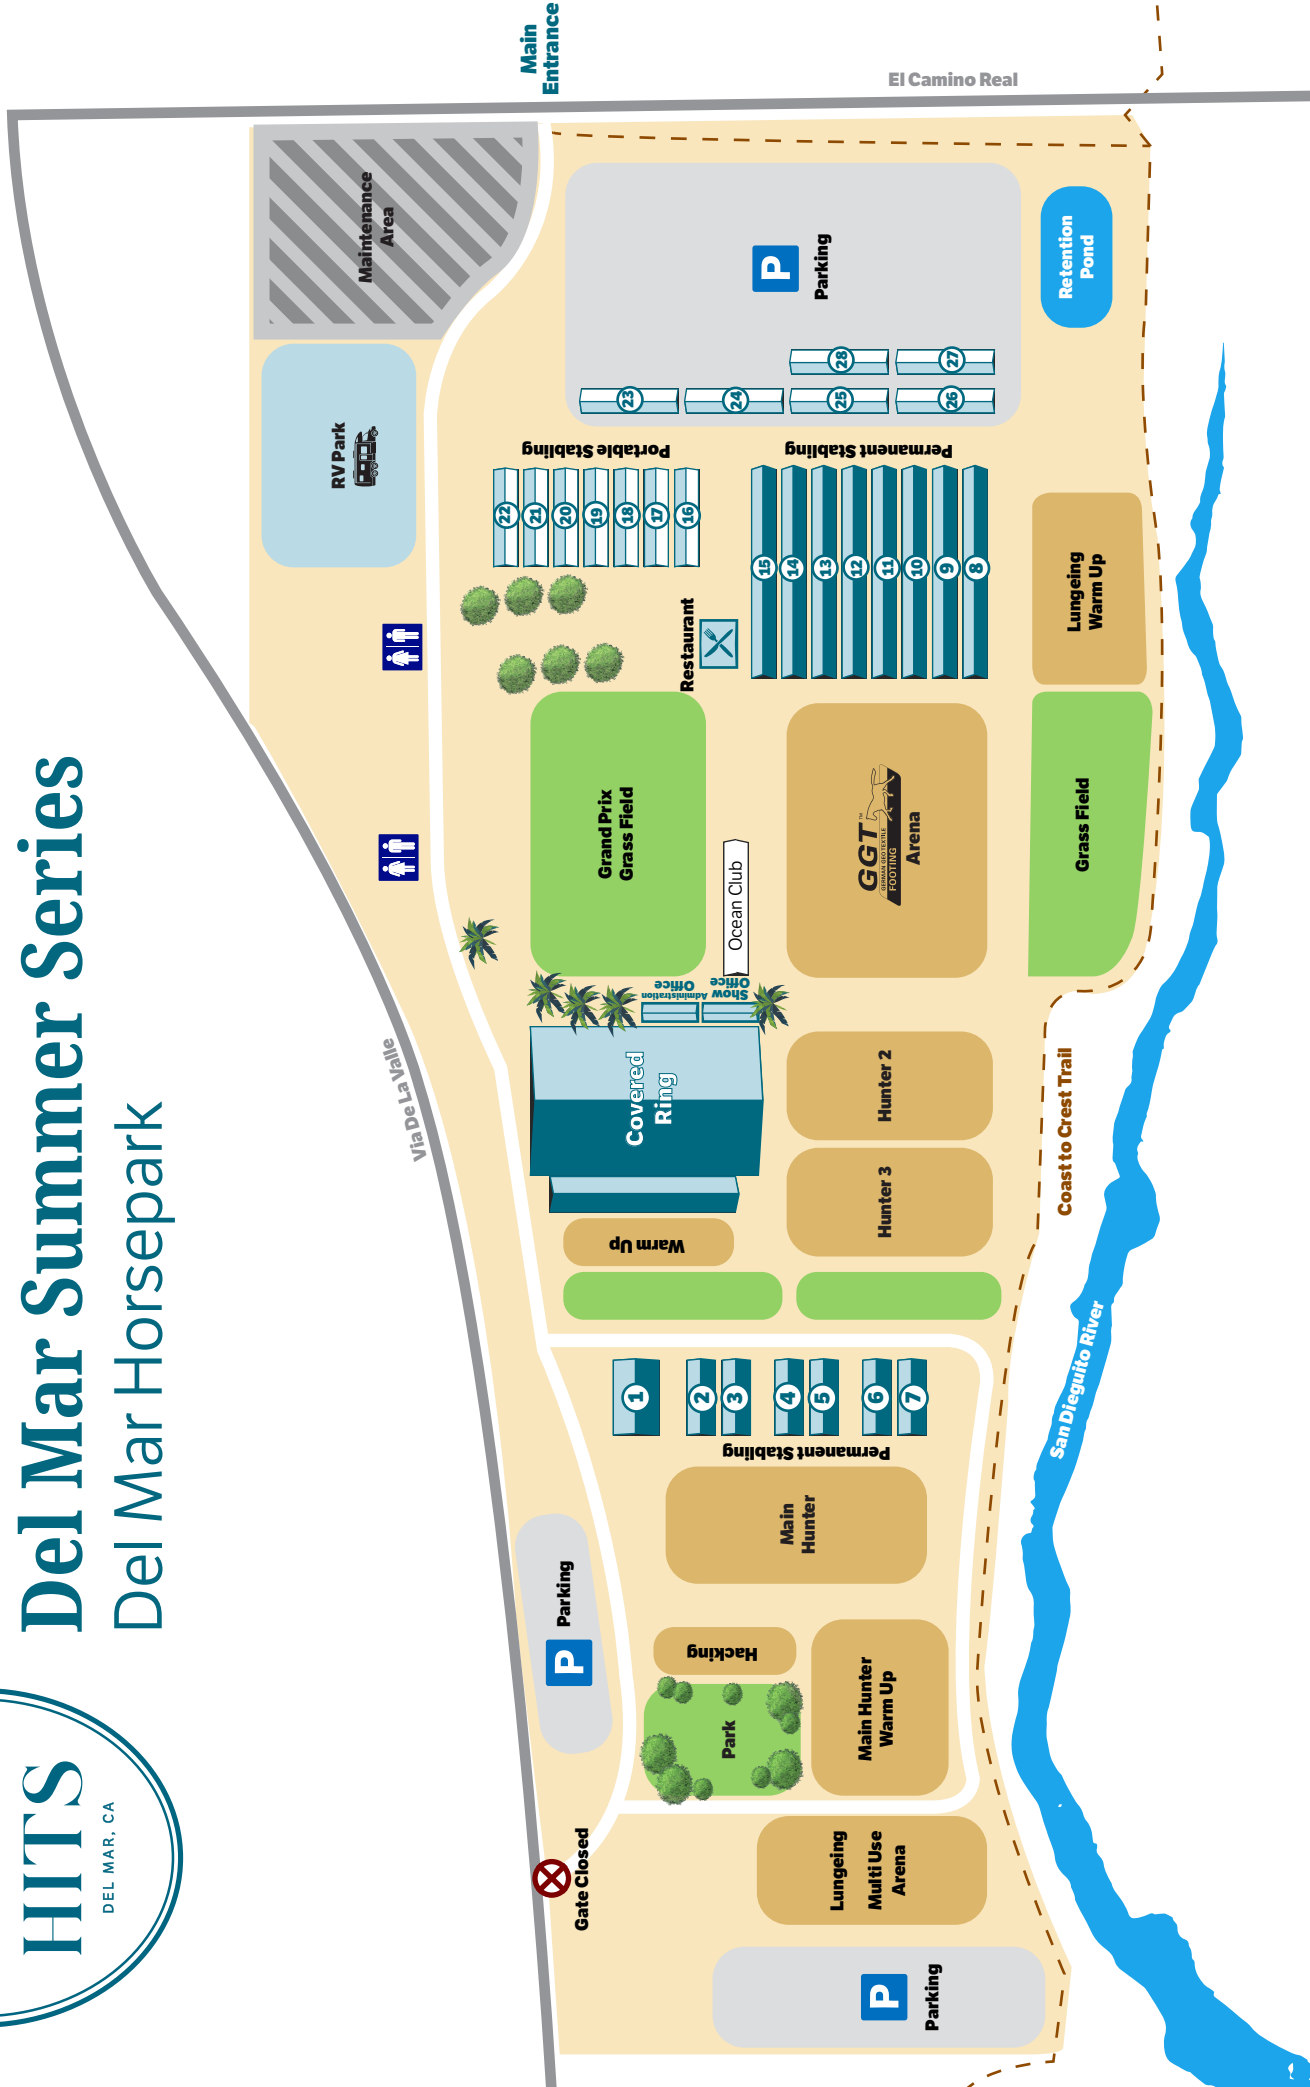 HITS
DEL MAR, CA
Del Mar Summer Series
Del Mar Horsepark
Main
Entrance
El Camino Real
Via De La Valle
Maintenance
Area
RV Park
P
Parking
Retention
Pond
23
24
25
26
28
27
Portable Stabling
Permanent Stabling
22
21
20
19
18
17
16
15
14
13
12
11
10
9
8
Restaurant
Lungeing
Warm Up
Grand Prix
Grass Field
Ocean Club
GGT™
GERMAN GEO TEXTILE
FOOTING
Arena
Grass Field
Administration
Office
Show
Office
Covered
Ring
Hunter 2
Hunter 3
Warm Up
Coast to Crest Trail
San Dieguito River
1
2
3
4
5
6
7
Permanent Stabling
Main
Hunter
P
Parking
Hacking
Park
Main Hunter
Warm Up
Gate Closed
Lungeing
Multi Use
Arena
P
Parking